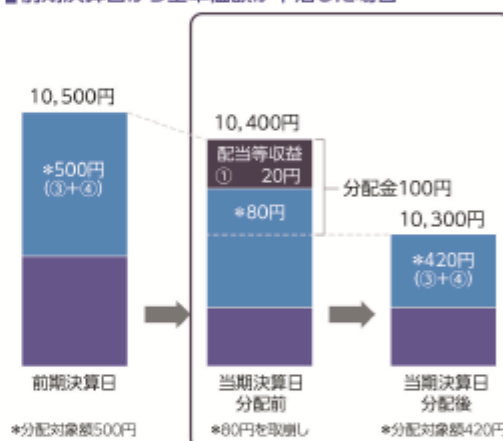 10,500円
*500円
(③+④)
前期決算日
*分配対象額500円
10,400円
配当等収益
① 20円
*80円
分配金100円
当期決算日
分配前
*80円を取崩し
10,300円
*420円
(③+④)
当期決算日
分配後
*分配対象額420円